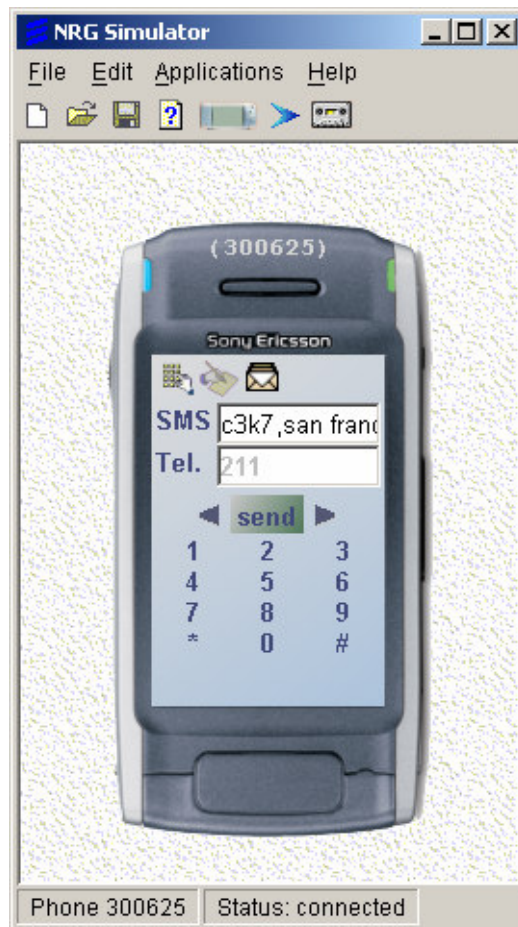 NRG Simulator
File Edit Applications Help
(300625)
Sony Ericsson
SMS c3k7,san franc
Tel. 211
send
1 2 3
4 5 6
7 8 9
* 0 #
Phone 300625 Status: connected